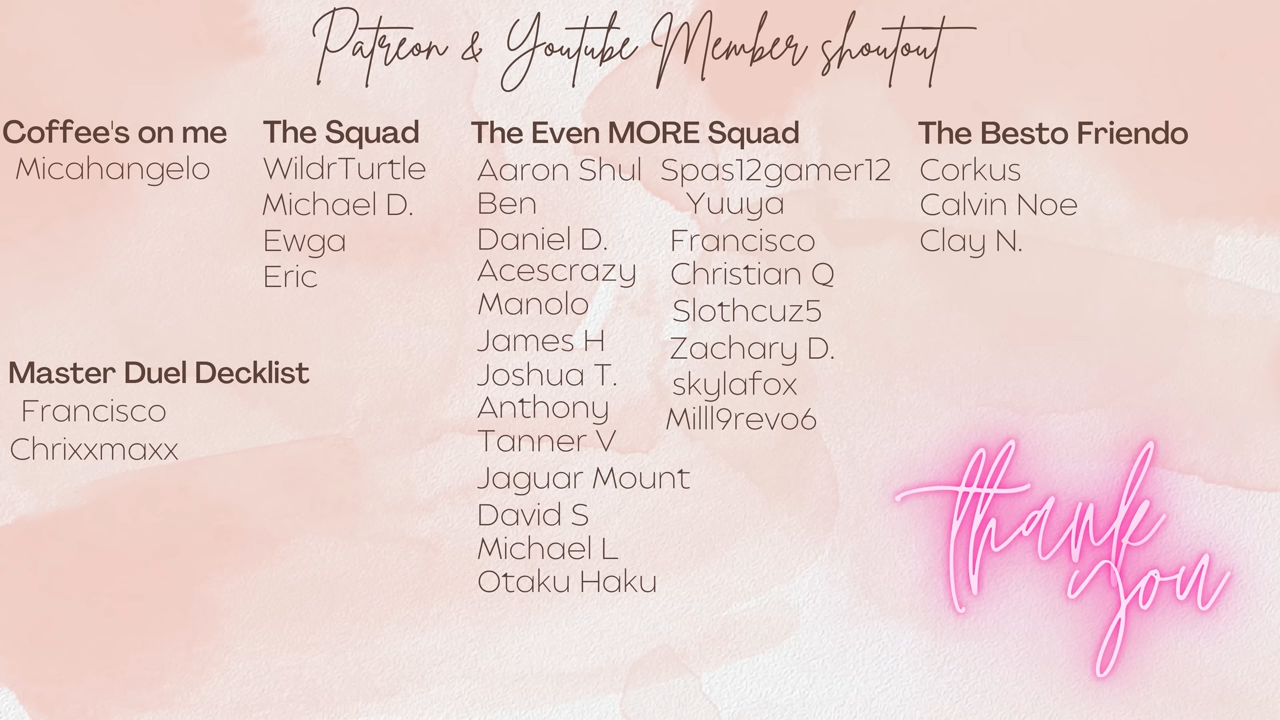 Patreon & Youtube Member shoutout
Coffee's on me
Micahangelo
The Squad
WildrTurtle
Michael D.
Ewga
Eric
Master Duel Decklist
Francisco
Chrixxmaxx
The Even MORE Squad
Aaron Shul
Ben
Daniel D.
Acescrazy
Manolo
James H
Joshua T.
Anthony
Tanner V
Jaguar Mount
David S
Michael L
Otaku Haku
Spas12gamer12
Yuuya
Francisco
Christian Q
Slothcuz5
Zachary D.
skylafox
Milll9revo6
The Besto Friendo
Corkus
Calvin Noe
Clay N.
thank
you